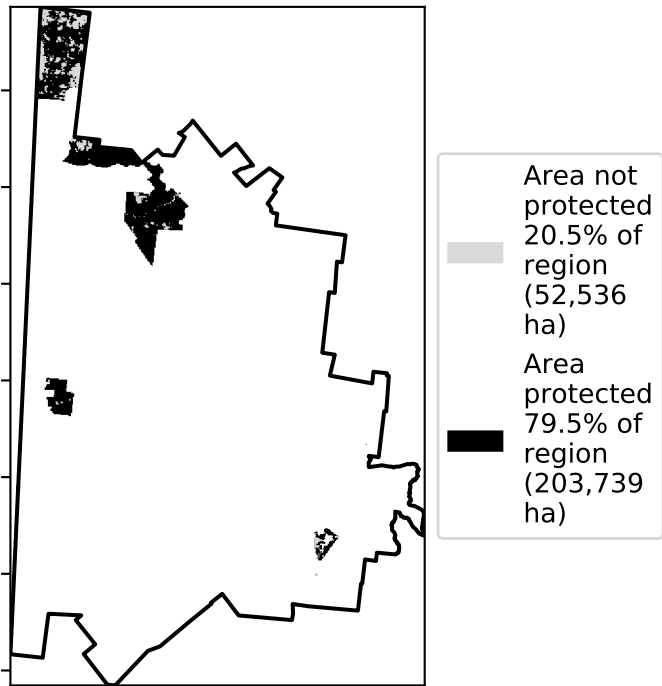 Area not
protected
20.5% of
region
(52,536
ha)
Area
protected
79.5% of
region
(203,739
ha)